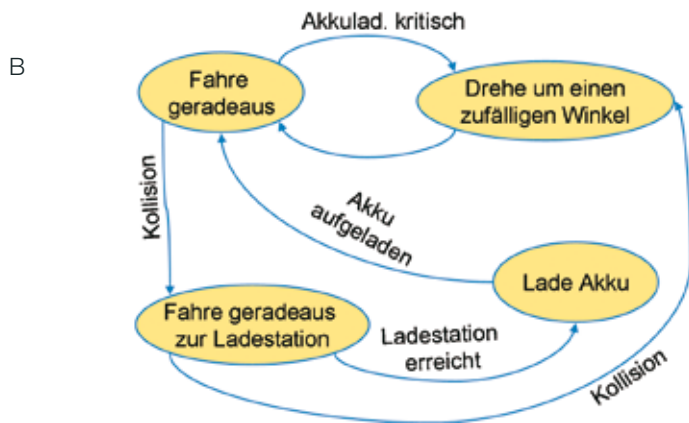 B
Akkulad. kritisch
Fahre
geradeaus
Drehe um einen
zufälligen Winkel
Kollision
Akku
aufgeladen
Lade Akku
Fahre geradeaus
zur Ladestation
Ladestation
erreicht
Kollision